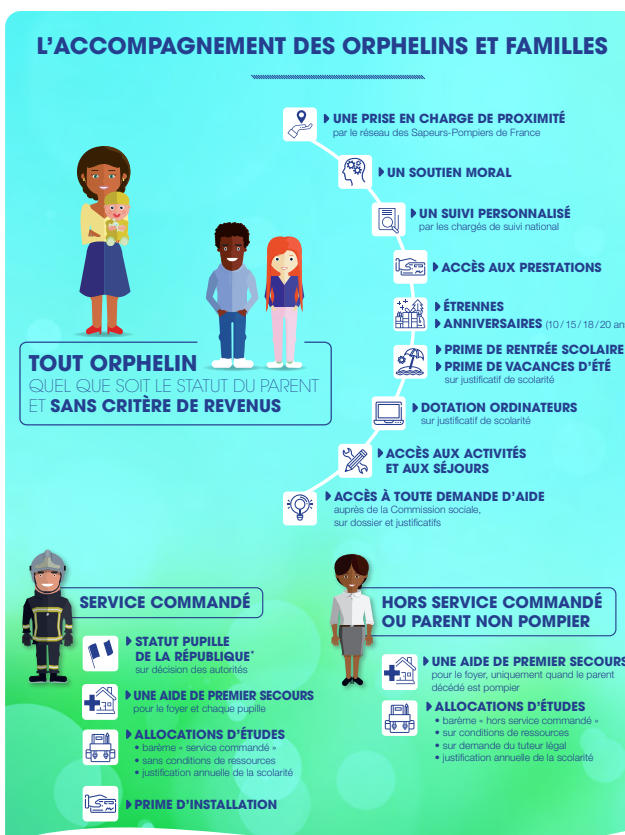 L'ACCOMPAGNEMENT DES ORPHELINS ET FAMILLES
UNE PRISE EN CHARGE DE PROXIMITÉ
par le réseau des Sapeurs-Pompiers de France
UN SOUTIEN MORAL
UN SUIVI PERSONNALISÉ
par les chargés de suivi national
ACCÈS AUX PRESTATIONS
ÉTRENNES
ANNIVERSAIRES (10 / 15 / 18 / 20 an
PRIME DE RENTRÉE SCOLAIRE
PRIME DE VACANCES D'ÉTÉ
sur justificatif de scolarité
DOTATION ORDINATEURS
sur justificatif de scolarité
ACCÈS AUX ACTIVITÉS
ET AUX SÉJOURS
ACCÈS À TOUTE DEMANDE D'AIDE
auprès de la Commission sociale,
sur dossier et justificatifs
TOUT ORPHELIN
QUEL QUE SOIT LE STATUT DU PARENT
ET SANS CRITÈRE DE REVENUS
SERVICE COMMANDÉ
STATUT PUPILLE
DE LA RÉPUBLIQUE*
sur décision des autorités
UNE AIDE DE PREMIER SECOURS
pour le foyer et chaque pupille
ALLOCATIONS D'ÉTUDES
• barème « service commandé »
• sans conditions de ressources
• justification annuelle de la scolarité
PRIME D'INSTALLATION
HORS SERVICE COMMANDÉ
OU PARENT NON POMPIER
UNE AIDE DE PREMIER SECOURS
pour le foyer, uniquement quand le parent
décédé est pompier
ALLOCATIONS D'ÉTUDES
• barème « hors service commandé »
• sur conditions de ressources
• sur demande du tuteur légal
• justification annuelle de la scolarité